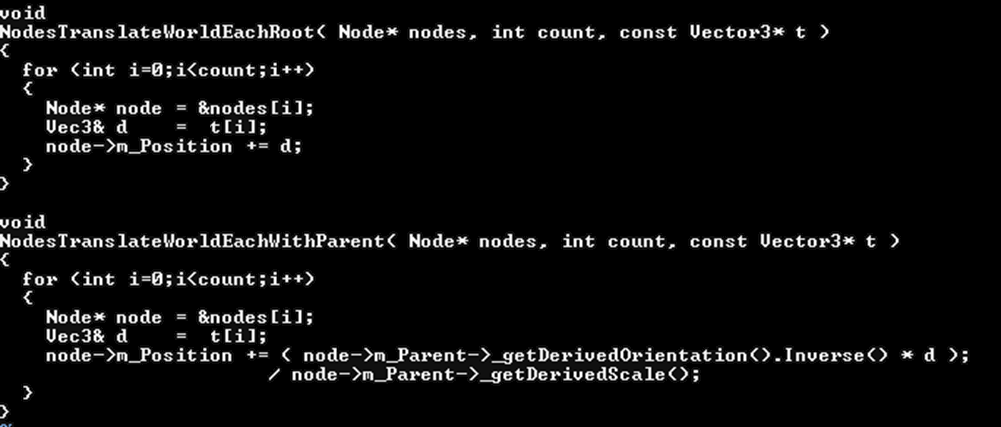 void
NodesTranslateWorldEachRoot( Node* nodes, int count, const Vector3* t )
{
  for (int i=0;i<count;i++)
  {
    Node* node = &nodes[i];
    Vec3& d    =  t[i];
    node->m_Position += d;
  }
}

void
NodesTranslateWorldEachWithParent( Node* nodes, int count, const Vector3* t )
{
  for (int i=0;i<count;i++)
  {
    Node* node = &nodes[i];
    Vec3& d    =  t[i];
    node->m_Position += ( node->m_Parent->_getDerivedOrientation().Inverse() * d );
                       / node->m_Parent->_getDerivedScale();
  }
}